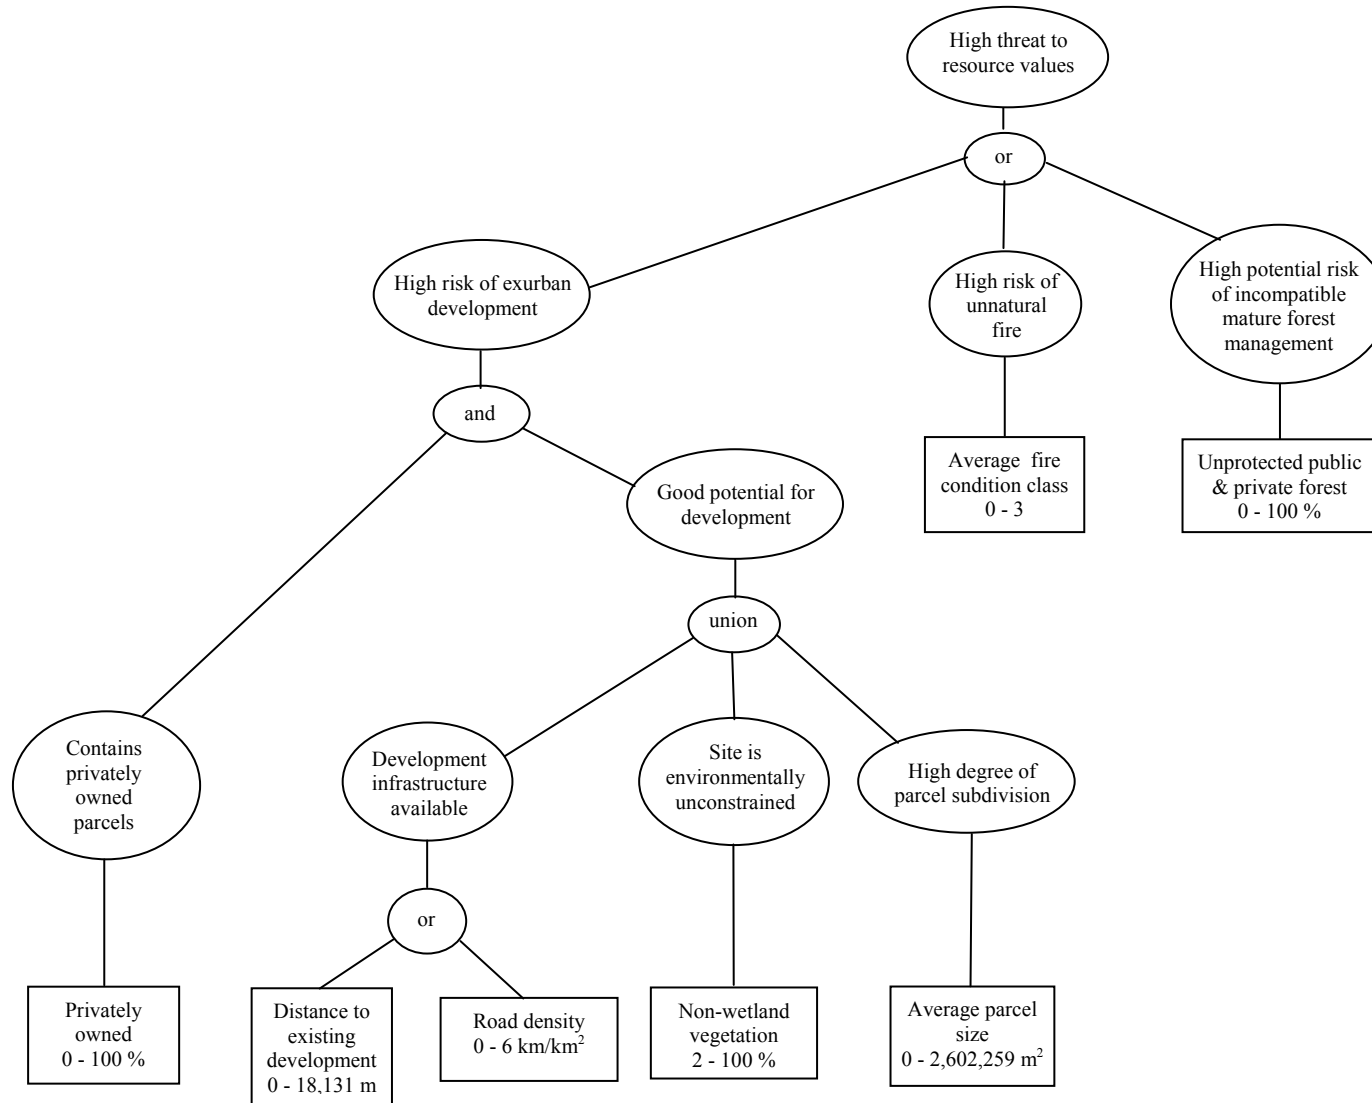 High threat to
resource values
or
High risk of exurban
development
High risk of
unnatural
fire
High potential risk
of incompatible
mature forest
management
and
Average fire
condition class
0 - 3
Unprotected public
& private forest
0 - 100 %
Good potential for
development
union
Contains
privately
owned
parcels
Development
infrastructure
available
Site is
environmentally
unconstrained
High degree of
parcel subdivision
or
Privately
owned
0 - 100 %
Distance to
existing
development
0 - 18,131 m
Road density
0 - 6 km/km²
Non-wetland
vegetation
2 - 100 %
Average parcel
size
0 - 2,602,259 m²